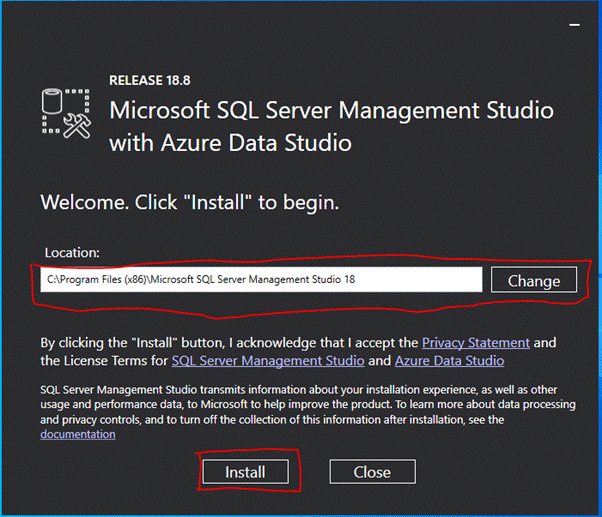 RELEASE 18.8
Microsoft SQL Server Management Studio
with Azure Data Studio
Welcome. Click "Install" to begin.
Location:
C:\Program Files (x86)\Microsoft SQL Server Management Studio 18
Change
By clicking the "Install" button, I acknowledge that I accept the Privacy Statement and
the License Terms for SQL Server Management Studio and Azure Data Studio
SQL Server Management Studio transmits information about your installation experience, as well as other
usage and performance data, to Microsoft to help improve the product. To learn more about data processing
and privacy controls, and to turn off the collection of this information after installation, see the
documentation
Install
Close